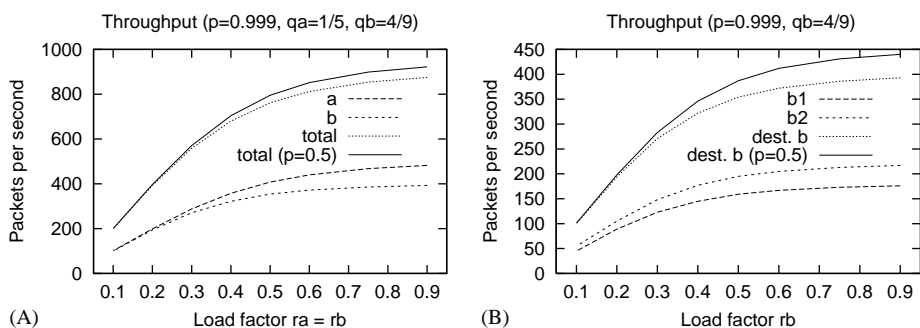 Throughput (p=0.999, qa=1/5, qb=4/9)
1000
800
600
400
200
0
Packets per second
a
b
total
total (p=0.5)
0.1 0.2 0.3 0.4 0.5 0.6 0.7 0.8 0.9
(A)
Load factor ra = rb
Throughput (p=0.999, qa=1/5, qb=4/9)
450
400
350
300
250
200
150
100
50
0
Packets per second
b1
b2
dest. b
dest. b (p=0.5)
0.1 0.2 0.3 0.4 0.5 0.6 0.7 0.8 0.9
(B)
Load factor rb